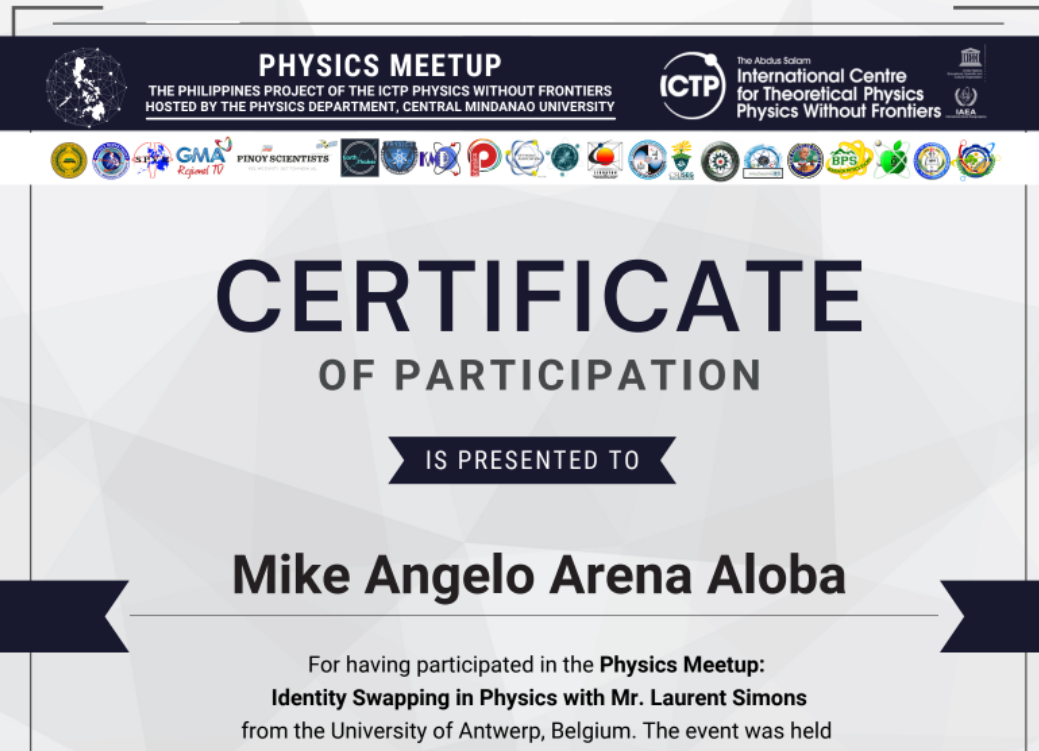 PHYSICS MEETUP
THE PHILIPPINES PROJECT OF THE ICTP PHYSICS WITHOUT FRONTIERS
HOSTED BY THE PHYSICS DEPARTMENT, CENTRAL MINDANAO UNIVERSITY
ICTP
The Abdus Salam
International Centre
for Theoretical Physics
Physics Without Frontiers
IAEA
GMA
Regional TV
PINOY SCIENTISTS
BPS
CERTIFICATE
OF PARTICIPATION
IS PRESENTED TO
Mike Angelo Arena Aloba
For having participated in the Physics Meetup:
Identity Swapping in Physics with Mr. Laurent Simons
from the University of Antwerp, Belgium. The event was held